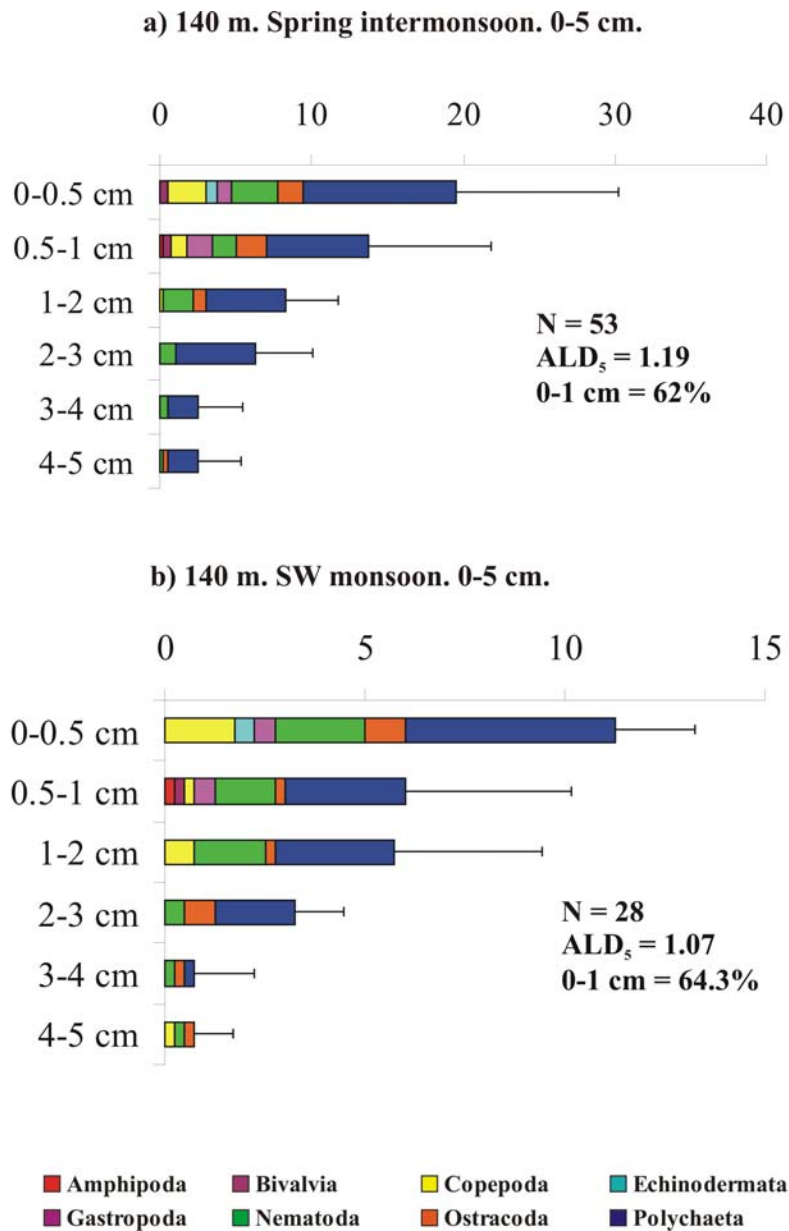 a) 140 m. Spring intermonsoon. 0-5 cm.
0 10 20 30 40
0-0.5 cm
0.5-1 cm
1-2 cm
2-3 cm
3-4 cm
4-5 cm
N = 53
ALD₅ = 1.19
0-1 cm = 62%
b) 140 m. SW monsoon. 0-5 cm.
0 5 10 15
0-0.5 cm
0.5-1 cm
1-2 cm
2-3 cm
3-4 cm
4-5 cm
N = 28
ALD₅ = 1.07
0-1 cm = 64.3%
Amphipoda Bivalvia Copepoda Echinodermata
Gastropoda Nematoda Ostracoda Polychaeta